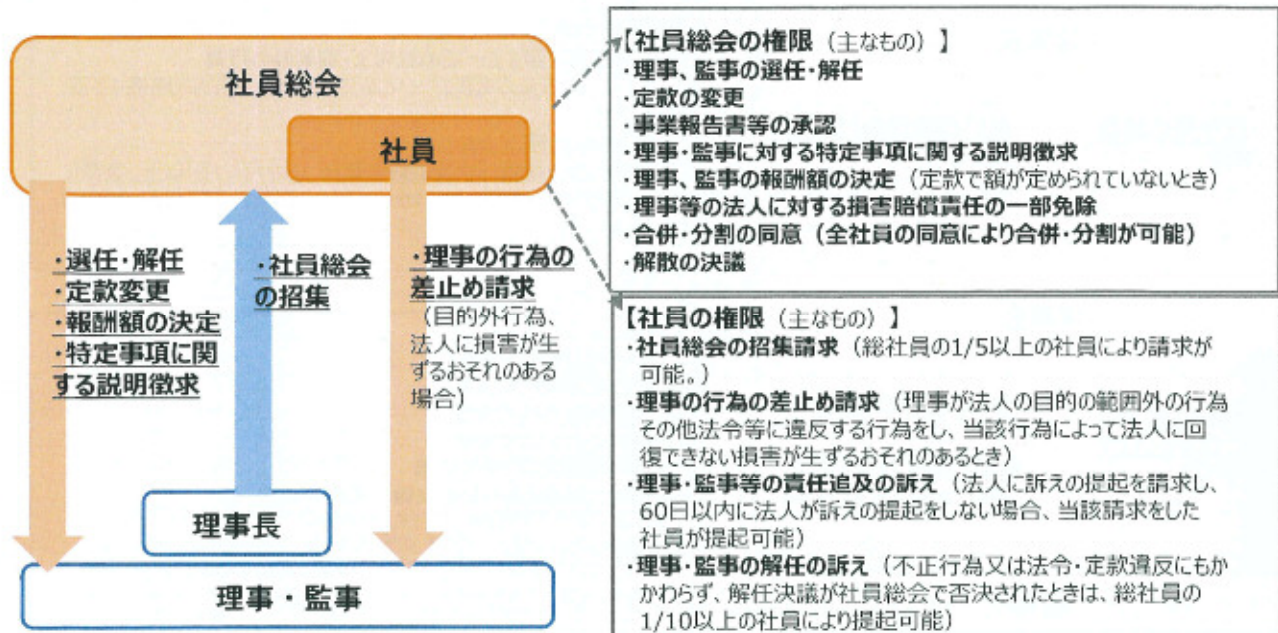 社員総会
社員
・選任・解任
・定款変更
・報酬額の決定
・特定事項に関
する説明徴求
・社員総会
の招集
・理事の行為の
差止め請求
（目的外行為、
法人に損害が生
ずるおそれのある
場合）
理事長
理事・監事
【社員総会の権限（主なもの）】
・理事、監事の選任・解任
・定款の変更
・事業報告書等の承認
・理事・監事に対する特定事項に関する説明徴求
・理事、監事の報酬額の決定（定款で額が定められていないとき）
・理事等の法人に対する損害賠償責任の一部免除
・合併・分割の同意（全社員の同意により合併・分割が可能）
・解散の決議
【社員の権限（主なもの）】
・社員総会の招集請求（総社員の1/5以上の社員により請求が
可能。）
・理事の行為の差止め請求（理事が法人の目的の範囲外の行為
その他法令等に違反する行為をし、当該行為によって法人に回
復できない損害が生ずるおそれのあるとき）
・理事・監事等の責任追及の訴え（法人に訴えの提起を請求し、
60日以内に法人が訴えの提起をしない場合、当該請求をした
社員が提起可能）
・理事・監事の解任の訴え（不正行為又は法令・定款違反にもか
かわらず、解任決議が社員総会で否決されたときは、総社員の
1/10以上の社員により提起可能）